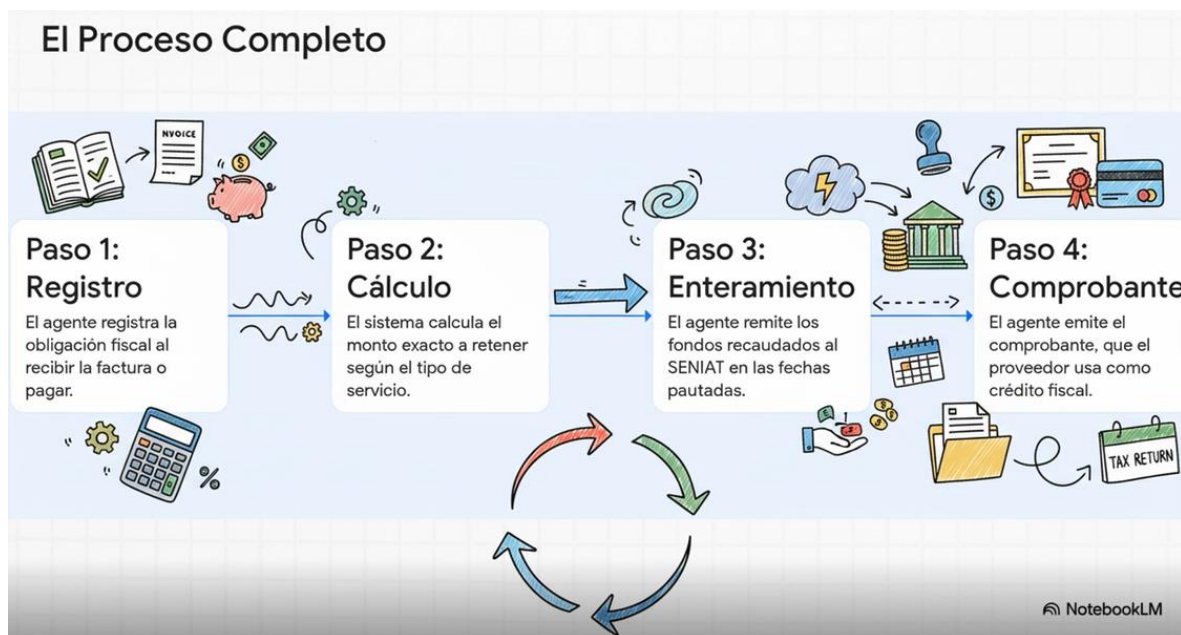 El Proceso Completo
NVOICE
Paso 1:
Registro
El agente registra la
obligación fiscal al
recibir la factura o
pagar.
Paso 2:
Cálculo
El sistema calcula el
monto exacto a retener
según el tipo de
servicio.
Paso 3:
Enteramiento
El agente remite los
fondos recaudados al
SENIAT en las fechas
pautadas.
Paso 4:
Comprobante
El agente emite el
comprobante, que el
proveedor usa como
crédito fiscal.
TAX RETURN
NotebookLM